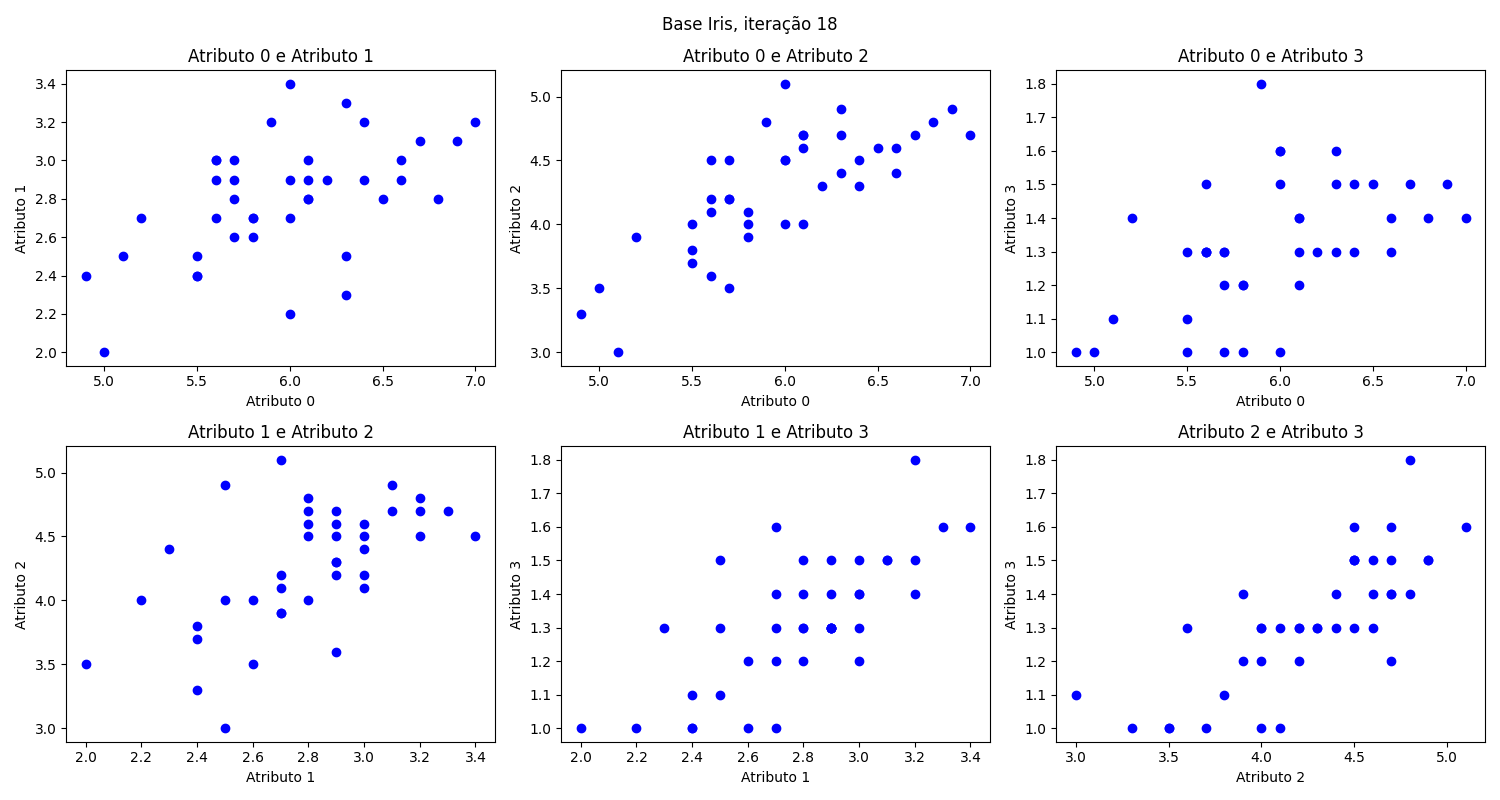 Base Iris, iteração 18
Atributo 0 e Atributo 1
3.4
3.2
3.0
2.8
2.6
2.4
2.2
2.0
Atributo 1
5.0 5.5 6.0 6.5 7.0
Atributo 0
Atributo 0 e Atributo 2
5.0
4.5
4.0
3.5
3.0
Atributo 2
5.0 5.5 6.0 6.5 7.0
Atributo 0
Atributo 0 e Atributo 3
1.8
1.7
1.6
1.5
1.4
1.3
1.2
1.1
1.0
Atributo 3
5.0 5.5 6.0 6.5 7.0
Atributo 0
Atributo 1 e Atributo 2
5.0
4.5
4.0
3.5
3.0
Atributo 2
2.0 2.2 2.4 2.6 2.8 3.0 3.2 3.4
Atributo 1
Atributo 1 e Atributo 3
1.8
1.7
1.6
1.5
1.4
1.3
1.2
1.1
1.0
Atributo 3
2.0 2.2 2.4 2.6 2.8 3.0 3.2 3.4
Atributo 1
Atributo 2 e Atributo 3
1.8
1.7
1.6
1.5
1.4
1.3
1.2
1.1
1.0
Atributo 3
3.0 3.5 4.0 4.5 5.0
Atributo 2